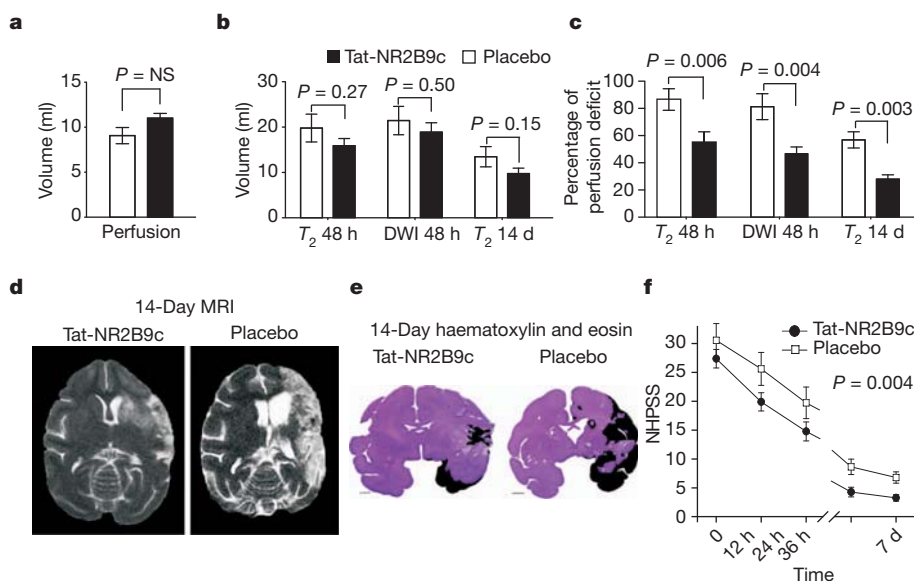 a
P = NS
Volume (ml)
15
10
5
0
Perfusion
b
Tat-NR2B9c
Placebo
P = 0.27
P = 0.50
P = 0.15
Volume (ml)
30
20
10
0
T2 48 h
DWI 48 h
T2 14 d
c
P = 0.006
P = 0.004
P = 0.003
Percentage of
perfusion deficit
100
80
60
40
20
0
T2 48 h
DWI 48 h
T2 14 d
d
14-Day MRI
Tat-NR2B9c
Placebo
e
14-Day haematoxylin and eosin
Tat-NR2B9c
Placebo
f
Tat-NR2B9c
Placebo
P = 0.004
NHPSS
30
25
20
15
10
5
0
0
12 h
24 h
36 h
7 d
Time